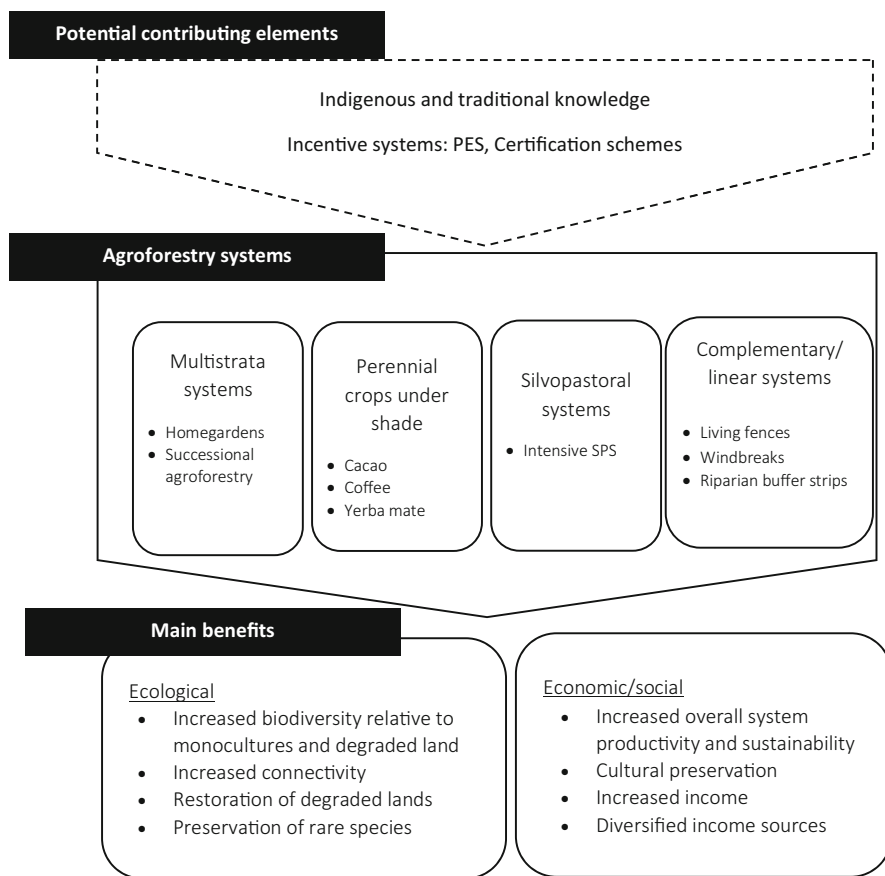 Potential contributing elements
Indigenous and traditional knowledge
Incentive systems: PES, Certification schemes
Agroforestry systems
Multistrata
systems
• Homegardens
• Successional
agroforestry
Perennial
crops under
shade
• Cacao
• Coffee
• Yerba mate
Silvopastoral
systems
• Intensive SPS
Complementary/
linear systems
• Living fences
• Windbreaks
• Riparian buffer strips
Main benefits
Ecological
• Increased biodiversity relative to
monocultures and degraded land
• Increased connectivity
• Restoration of degraded lands
• Preservation of rare species
Economic/social
• Increased overall system
productivity and sustainability
• Cultural preservation
• Increased income
• Diversified income sources